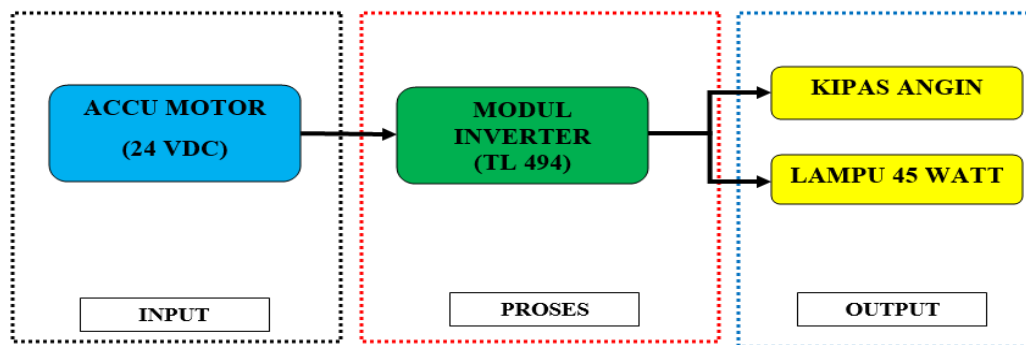 ACCU MOTOR
(24 VDC)
MODUL
INVERTER
(TL 494)
KIPAS ANGIN
LAMPU 45 WATT
INPUT
PROSES
OUTPUT